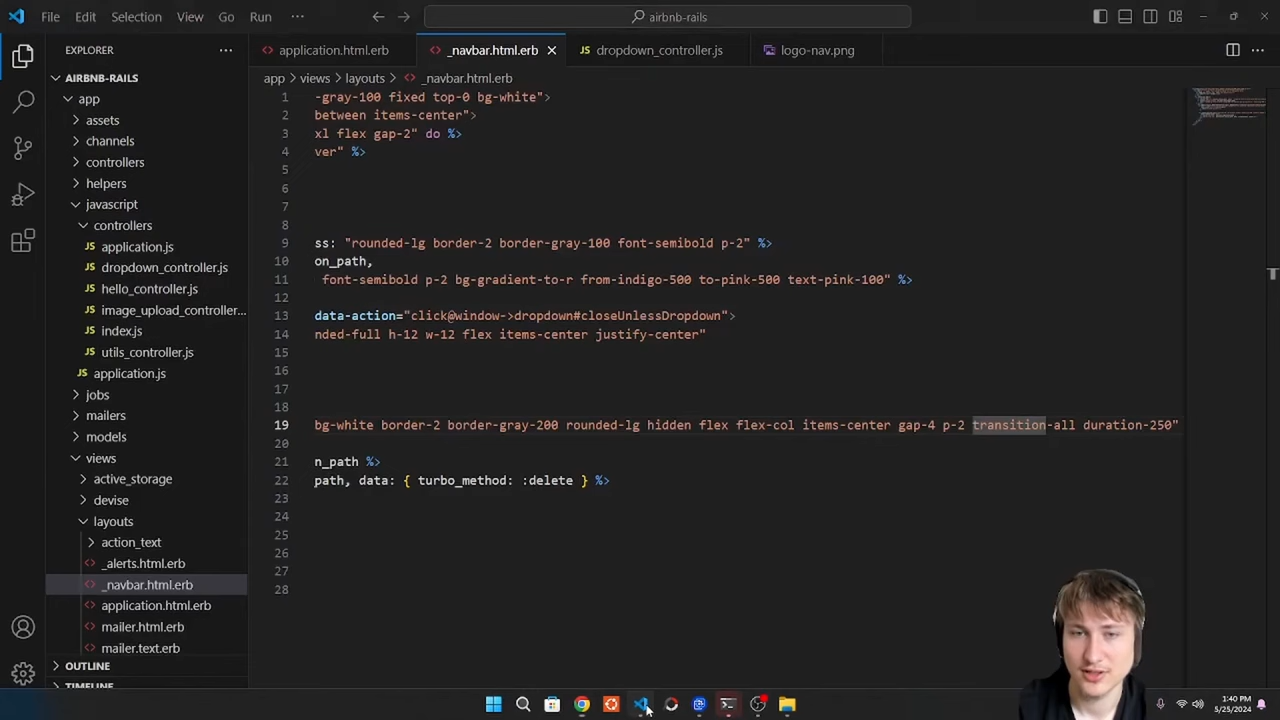 File Edit Selection View Go Run ··· airbnb-rails
EXPLORER ···
application.html.erb _navbar.html.erb dropdown_controller.js logo-nav.png
AIRBNB-RAILS
app > views > layouts > _navbar.html.erb
app
assets
channels
controllers
helpers
javascript
controllers
application.js
dropdown_controller.js
hello_controller.js
image_upload_controller...
index.js
utils_controller.js
application.js
jobs
mailers
models
views
active_storage
devise
layouts
action_text
_alerts.html.erb
_navbar.html.erb
application.html.erb
mailer.html.erb
mailer.text.erb
OUTLINE
TIMELINE
1 -gray-100 fixed top-0 bg-white">
2 between items-center">
3 xl flex gap-2" do %>
4 ver" %>
5
6
7
8
9 ss: "rounded-lg border-2 border-gray-100 font-semibold p-2" %>
10 on_path,
11 font-semibold p-2 bg-gradient-to-r from-indigo-500 to-pink-500 text-pink-100" %>
12
13 data-action="click@window->dropdown#closeUnlessDropdown">
14 nded-full h-12 w-12 flex items-center justify-center"
15
16
17
18
19 bg-white border-2 border-gray-200 rounded-lg hidden flex flex-col items-center gap-4 p-2 transition-all duration-250"
20
21 n_path %>
22 path, data: { turbo_method: :delete } %>
23
24
25
26
27
28
1:40 PM
5/25/2024